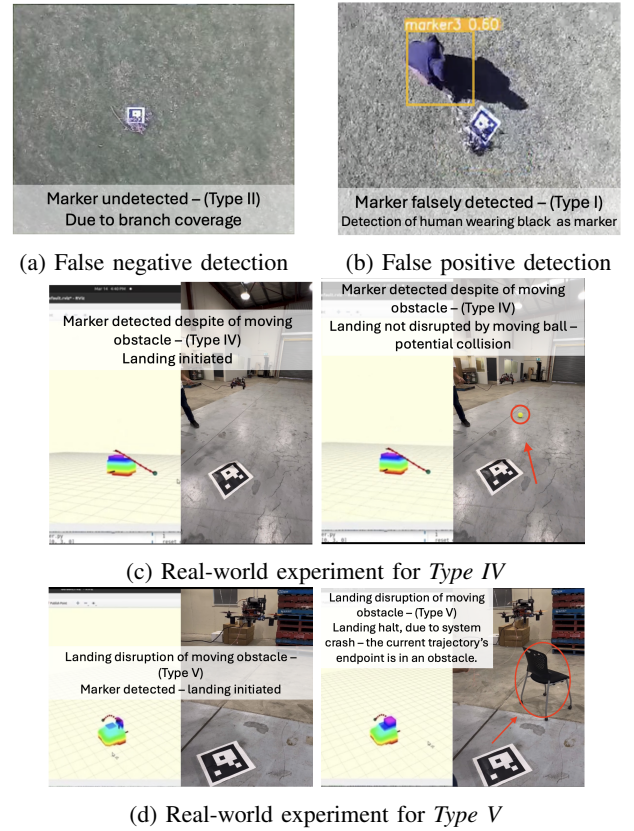 marker3 0.60
Marker undetected – (Type II)
Due to branch coverage
Marker falsely detected – (Type I)
Detection of human wearing black as marker
(a) False negative detection
(b) False positive detection
Marker detected despite of moving
obstacle – (Type IV)
Landing initiated
Marker detected despite of moving
obstacle – (Type IV)
Landing not disrupted by moving ball –
potential collision
(c) Real-world experiment for Type IV
Landing disruption of moving obstacle –
(Type V)
Marker detected – landing initiated
Landing disruption of moving
obstacle – (Type V)
Landing halt, due to system
crash – the current trajectory's
endpoint is in an obstacle.
(d) Real-world experiment for Type V